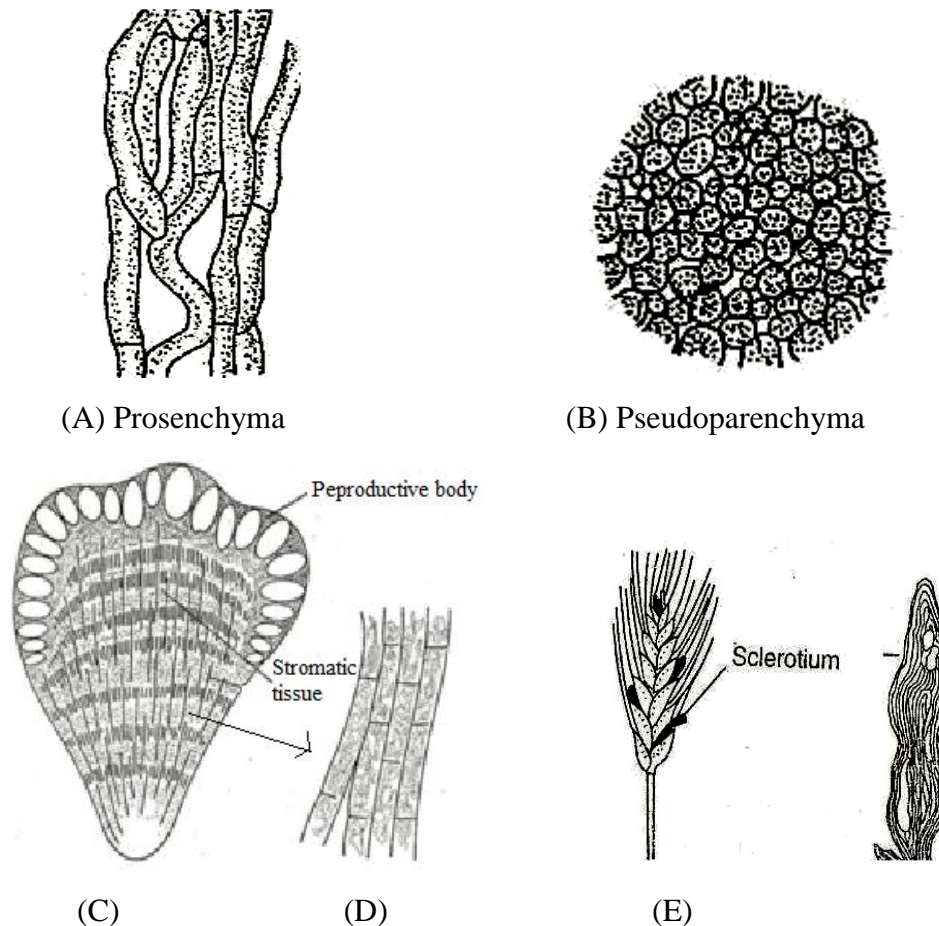 (A) Prosenchyma
(B) Pseudoparenchyma
Peproductive body
Stromatic
tissue
Sclerotium
(C)
(D)
(E)